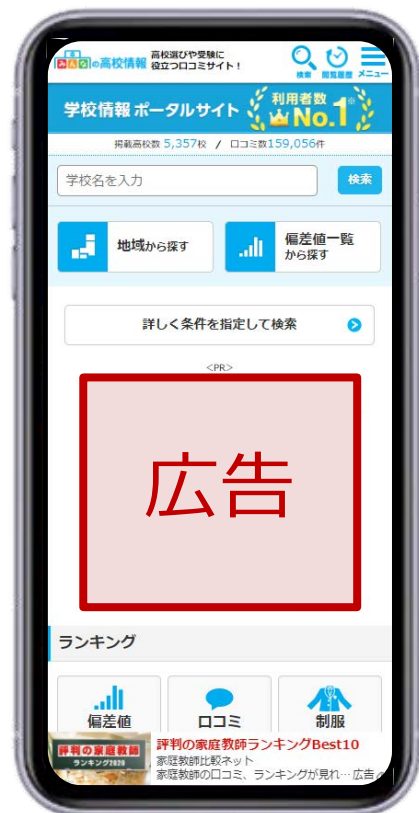 みんなの高校情報
高校選びや受験に
役立つ口コミサイト!
検索 閲覧履歴 メニュー
学校情報 ポータルサイト
利用者数
No.1※
掲載高校数 5,357校 / 口コミ数159,056件
学校名を入力
検索
地域から探す
偏差値一覧
から探す
詳しく条件を指定して検索
<PR>
広告
ランキング
偏差値
口コミ
制服
評判の家庭教師
ランキング2020
評判の家庭教師ランキングBest10
家庭教師比較ネット
家庭教師の口コミ、ランキングが見れ… 広告